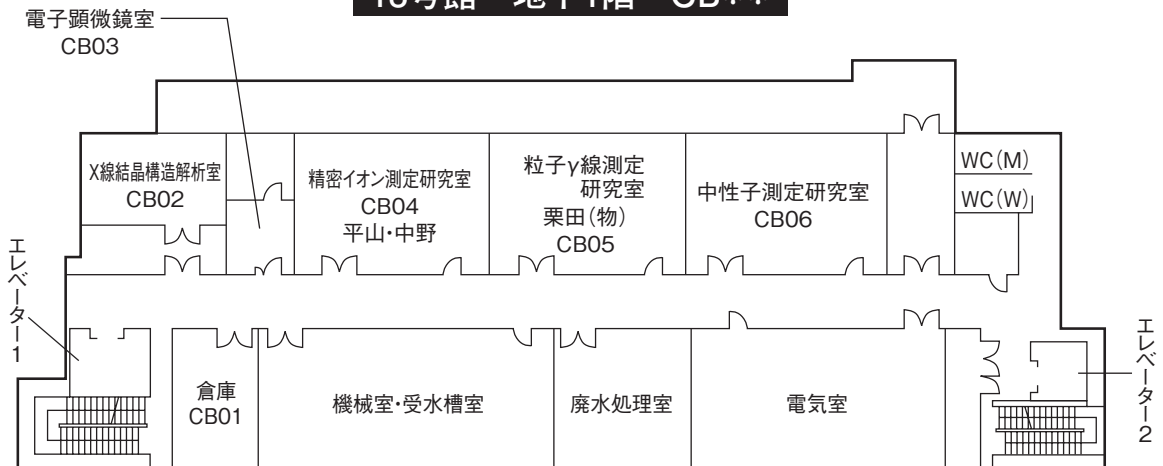 電子顕微鏡室
CB03
X線結晶構造解析室
CB02
精密イオン測定研究室
CB04
平山・中野
粒子γ線測定
研究室
栗田(物)
CB05
中性子測定研究室
CB06
WC(M)
WC(W)
エレベーター1
倉庫
CB01
機械室・受水槽室
廃水処理室
電気室
エレベーター2